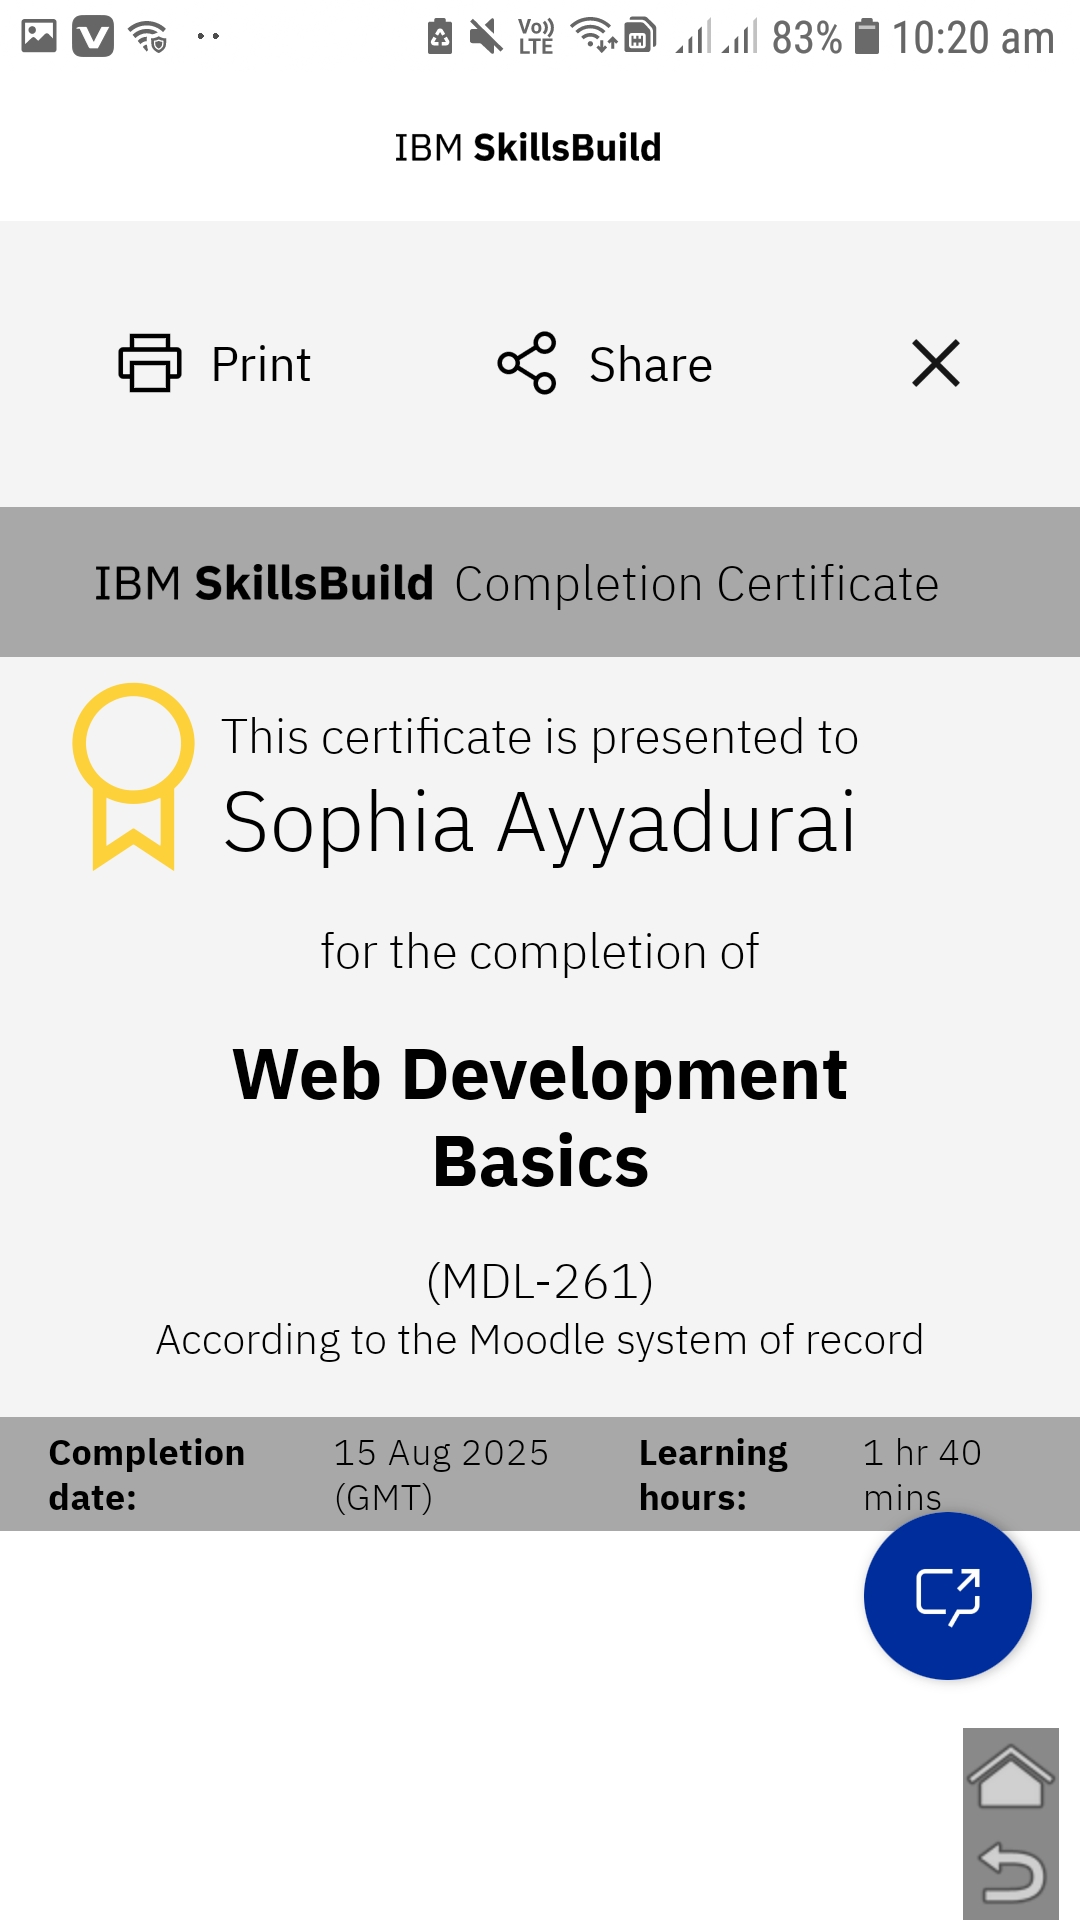 Vo)) LTE 83% 10:20 am
IBM SkillsBuild
Print Share
IBM SkillsBuild Completion Certificate
This certificate is presented to
Sophia Ayyadurai
for the completion of
Web Development
Basics
(MDL-261)
According to the Moodle system of record
Completion date: 15 Aug 2025 (GMT) Learning hours: 1 hr 40 mins